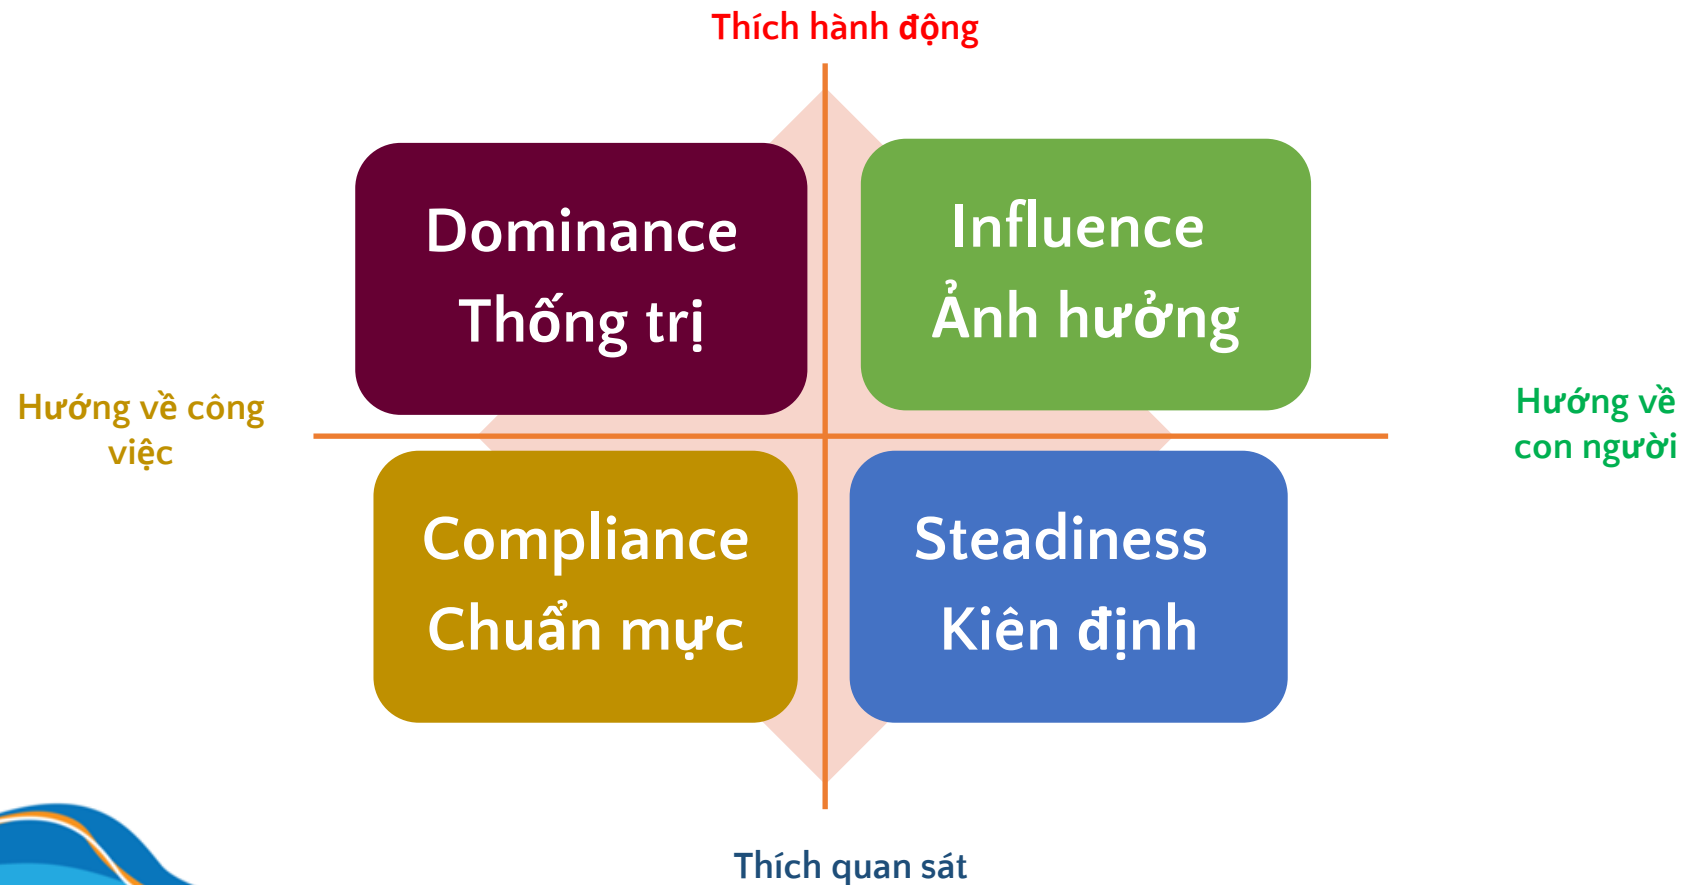 Thích hành động
Dominance
Thống trị
Influence
Ảnh hưởng
Hướng về công
việc
Hướng về
con người
Compliance
Chuẩn mực
Steadiness
Kiên định
Thích quan sát